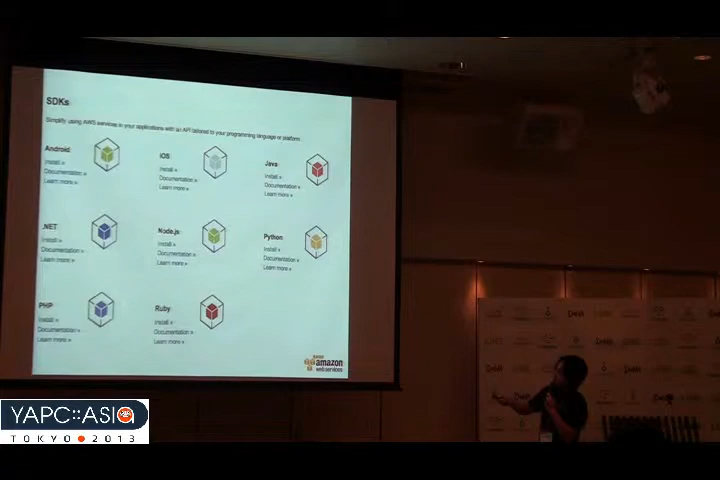 SDKs
Simplify using AWS services in your applications with an API tailored to your programming language or platform.
Android
Install »
Documentation »
Learn more »
iOS
Install »
Documentation »
Learn more »
Java
Install »
Documentation »
Learn more »
.NET
Install »
Documentation »
Learn more »
Node.js
Install »
Documentation »
Learn more »
Python
Install »
Documentation »
Learn more »
PHP
Install »
Documentation »
Learn more »
Ruby
Install »
Documentation »
Learn more »
amazon
webservices
YAPC::ASIA
TOKYO 2013